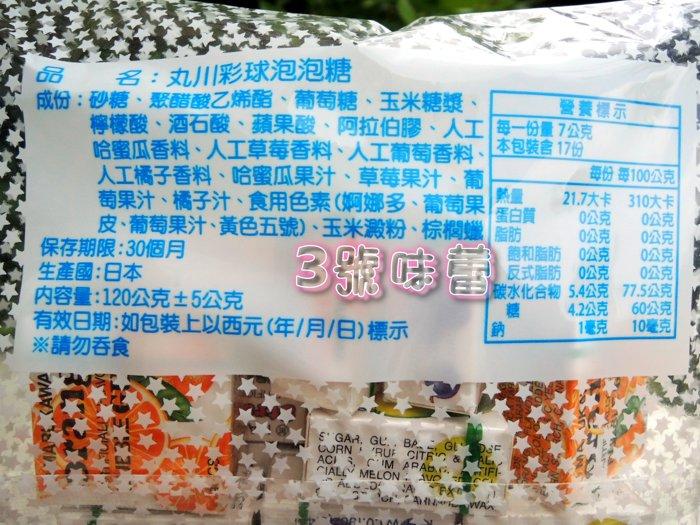 品 名：丸川彩球泡泡糖
成份：砂糖、聚醋酸乙烯酯、葡萄糖、玉米糖漿、
檸檬酸、酒石酸、蘋果酸、阿拉伯膠、人工
哈蜜瓜香料、人工草莓香料、人工葡萄香料、
人工橘子香料、哈蜜瓜果汁、草莓果汁、葡
萄果汁、橘子汁、食用色素(婀娜多、葡萄果
皮、葡萄果汁、黃色五號)、玉米澱粉、棕櫚蠟
保存期限：30個月
生產國：日本
內容量：120公克±5公克
有效日期：如包裝上以西元(年/月/日)標示
※請勿吞食
營養標示
每一份量 7公克
本包裝含 17份
每份 每100公克
熱量 21.7大卡 310大卡
蛋白質 0公克 0公克
脂肪 0公克 0公克
飽和脂肪 0公克 0公克
反式脂肪 0公克 0公克
碳水化合物 5.4公克 77.5公克
糖 4.2公克 60公克
鈉 1毫克 10毫克
3號味蕾
SUGAR, GUM BASE, GLUCOSE
CORN SYRUP, CITRIC &
GUM ARABIC
CIALLY MELON FLAVORED
WAX